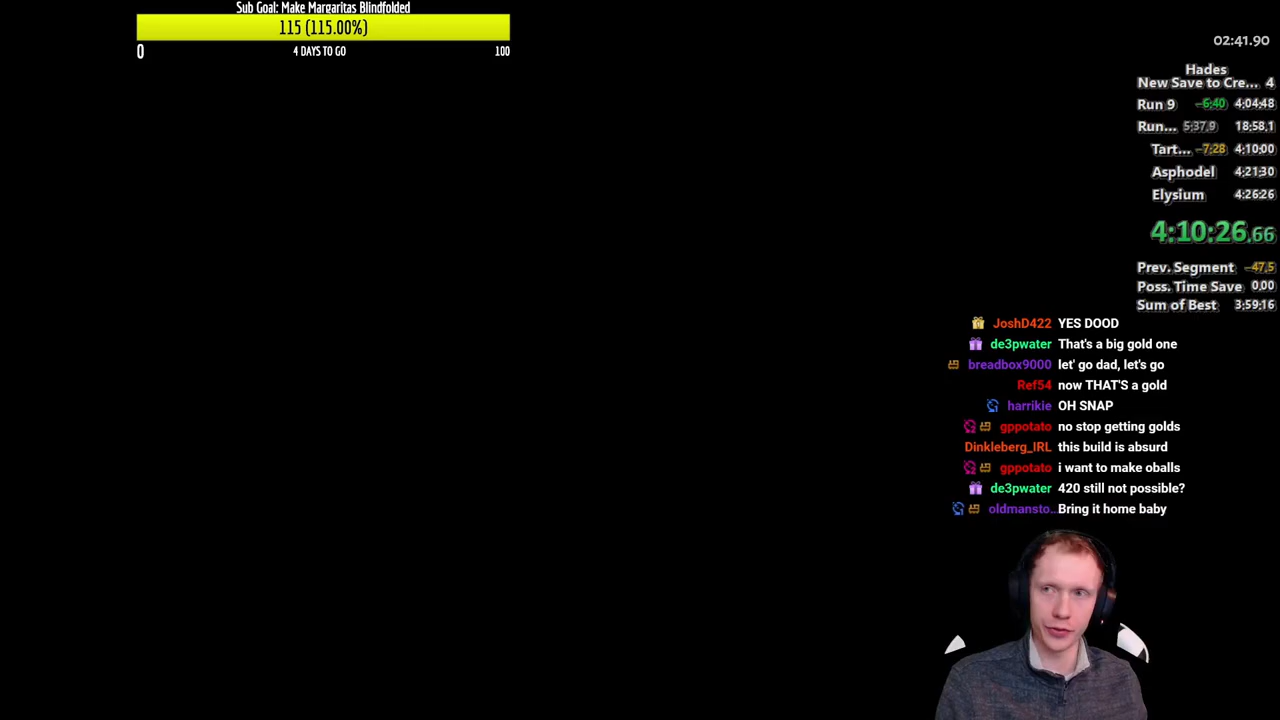 Sub Goal: Make Margaritas Blindfolded
115 (115.00%)
0 4 DAYS TO GO 100
02:41.90
Hades
New Save to Cre... 4
Run 9 -6:40 4:04:48
Run... 5:37.9 18:58.1
Tart... -7:28 4:10:00
Asphodel 4:21:30
Elysium 4:26:26
4:10:26.66
Prev. Segment -47.5
Poss. Time Save 0.00
Sum of Best 3:59:16
JoshD422 YES DOOD
de3pwater That's a big gold one
breadbox9000 let' go dad, let's go
Ref54 now THAT'S a gold
harrikie OH SNAP
gppotato no stop getting golds
Dinkleberg_IRL this build is absurd
gppotato i want to make oballs
de3pwater 420 still not possible?
oldmansto... Bring it home baby